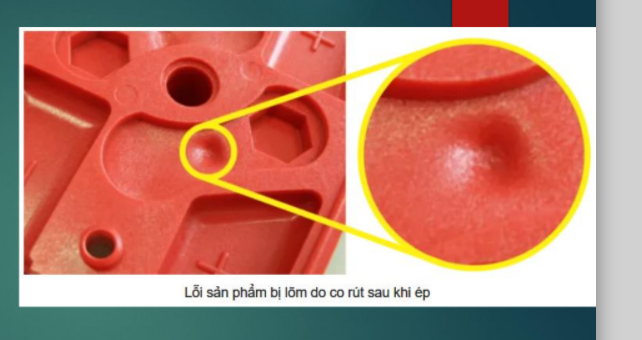 Lỗi sản phẩm bị lõm do co rút sau khi ép